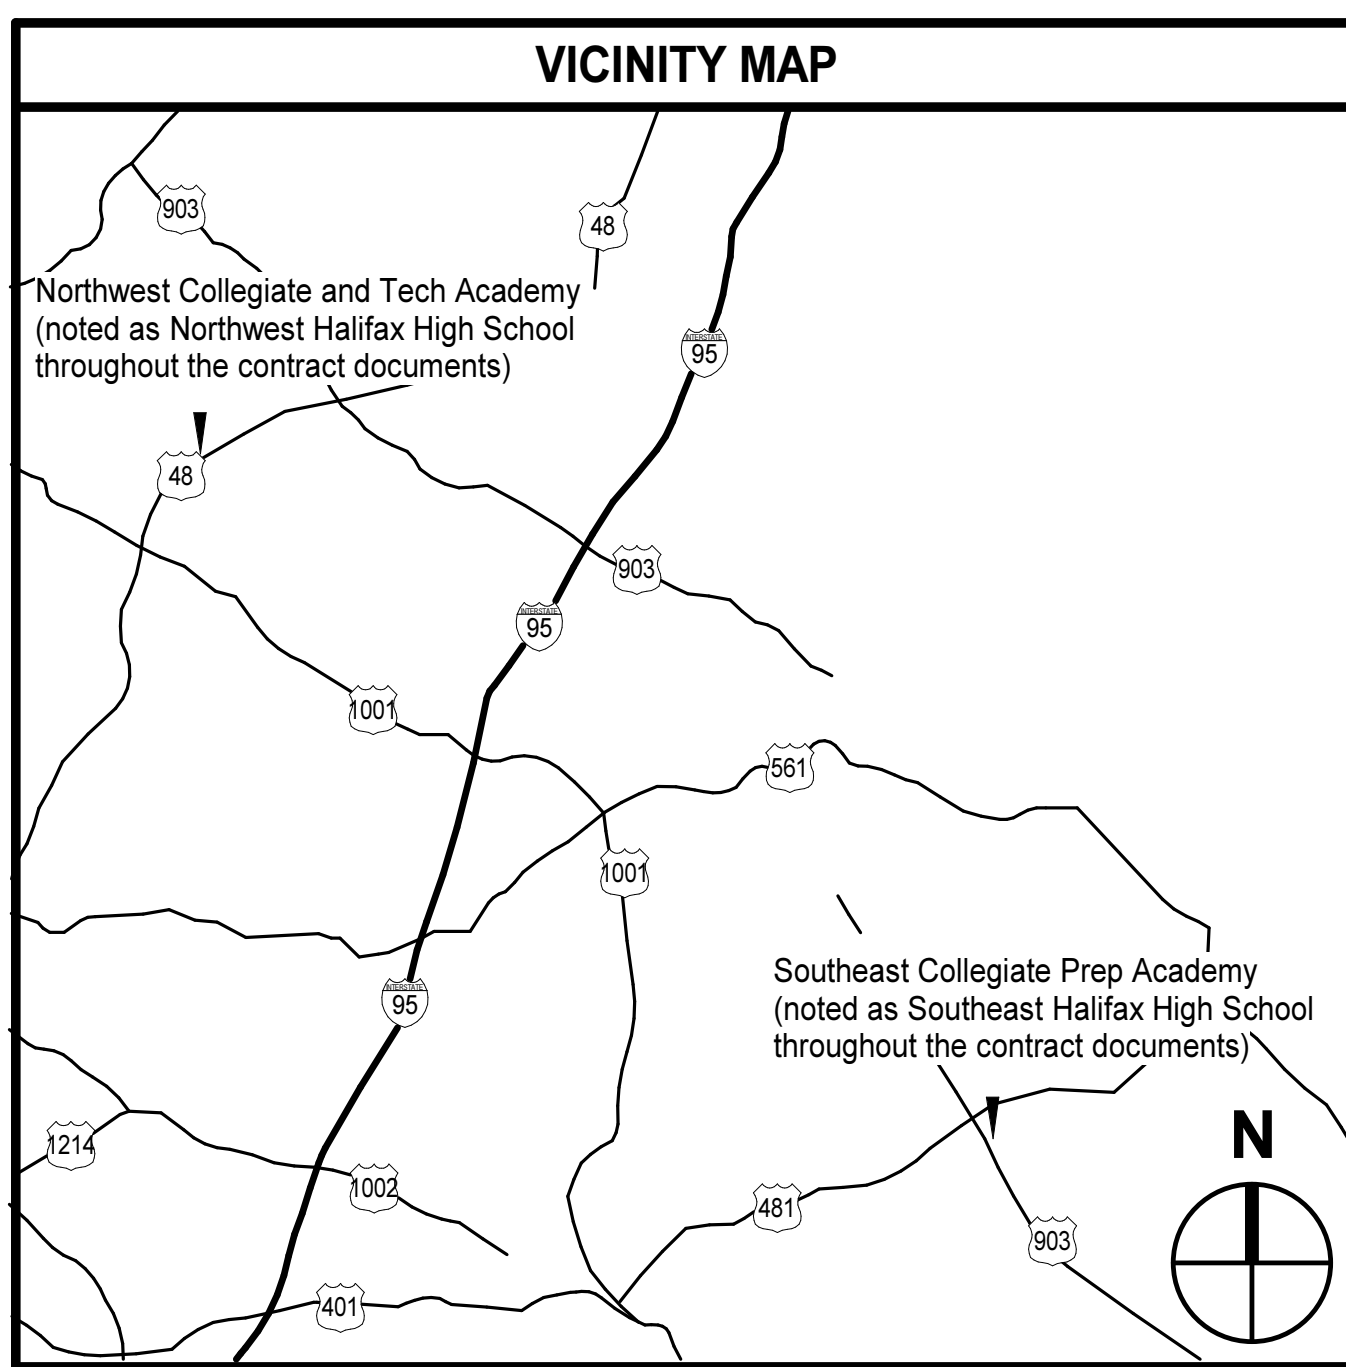 VICINITY MAP
903
48
Northwest Collegiate and Tech Academy
(noted as Northwest Halifax High School
throughout the contract documents)
INTERSTATE
95
48
903
INTERSTATE
95
1001
561
1001
Southeast Collegiate Prep Academy
(noted as Southeast Halifax High School
throughout the contract documents)
INTERSTATE
95
N
1214
1002
481
903
401